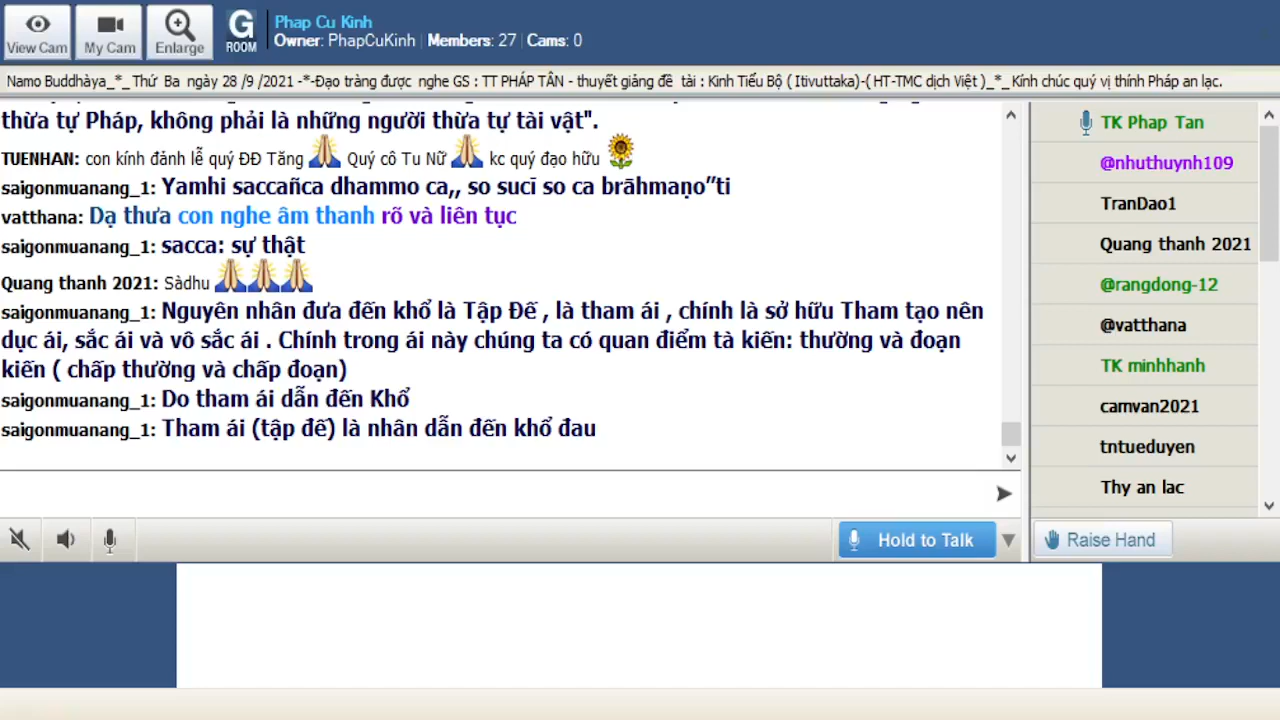 View Cam
My Cam
Enlarge
G
ROOM
Phap Cu Kinh
Owner: PhapCuKinh | Members: 27 | Cams: 0
Namo Buddhàya_*_Thứ Ba ngày 28 /9 /2021 -*-Đạo tràng được nghe GS : TT PHÁP TÂN - thuyết giảng đề tài : Kinh Tiểu Bộ ( Itivuttaka)-( HT-TMC dịch Việt )_*_Kính chúc quý vị thính Pháp an lạc.
thừa tự Pháp, không phải là những người thừa tự tài vật".
TUENHAN: con kính đảnh lễ quý ĐĐ Tăng 🙏 Quý cô Tu Nữ 🙏 kc quý đạo hữu 🌻
saigonmuanang_1: Yamhi saccañca dhammo ca,, so sucī so ca brāhmaṇo”ti
vatthana: Dạ thưa con nghe âm thanh rõ và liên tục
saigonmuanang_1: sacca: sự thật
Quang thanh 2021: Sàdhu 🙏🙏🙏
saigonmuanang_1: Nguyên nhân đưa đến khổ là Tập Đế , là tham ái , chính là sở hữu Tham tạo nên
dục ái, sắc ái và vô sắc ái . Chính trong ái này chúng ta có quan điểm tà kiến: thường và đoạn
kiến ( chấp thường và chấp đoạn)
saigonmuanang_1: Do tham ái dẫn đến Khổ
saigonmuanang_1: Tham ái (tập đế) là nhân dẫn đến khổ đau
TK Phap Tan
@nhuthuynh109
TranDao1
Quang thanh 2021
@rangdong-12
@vatthana
TK minhhanh
camvan2021
tntueduyen
Thy an lac
Hold to Talk
Raise Hand